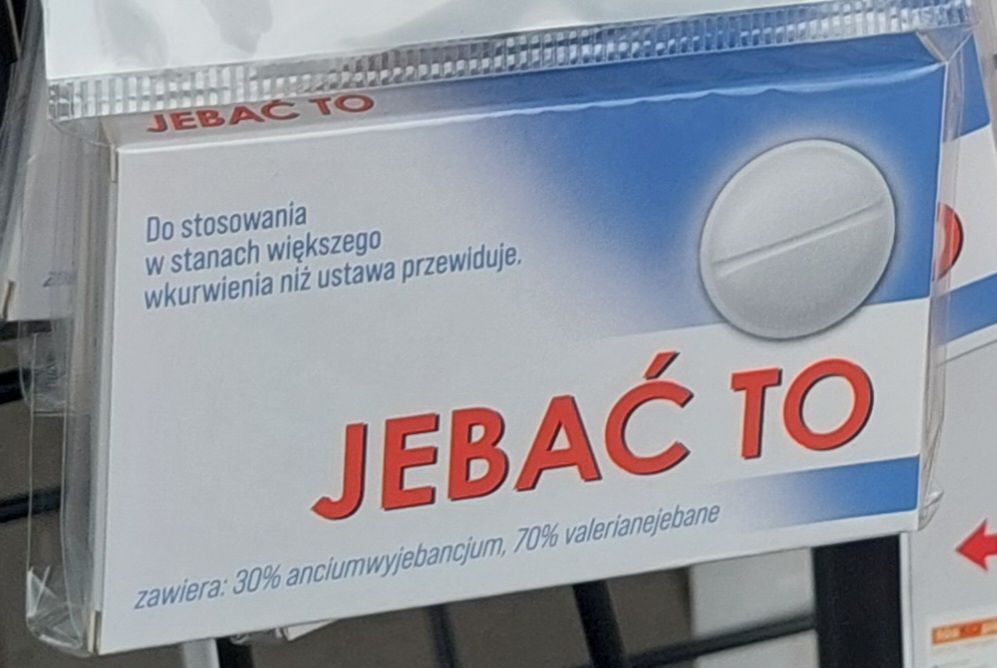 JEBAĆ TO
Do stosowania
w stanach większego
wkurwienia niż ustawa przewiduje.
JEBAĆ TO
zawiera: 30% anciumwyjebancjum, 70% valerianejebane